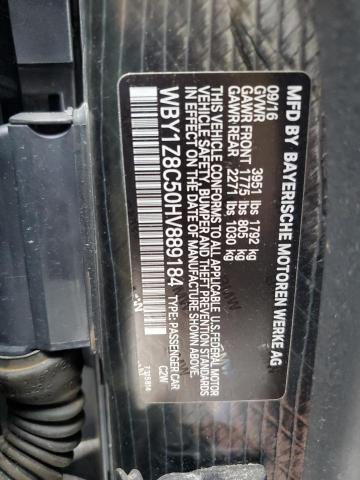 MFD BY BAYERISCHE MOTOREN WERKE AG
09/16
GVWR 3951 lbs 1792 kg
GAWR FRONT 1775 lbs 805 kg
GAWR REAR 2271 lbs 1030 kg
THIS VEHICLE CONFORMS TO ALL APPLICABLE U.S. FEDERAL MOTOR
VEHICLE SAFETY, BUMPER AND THEFT PREVENTION STANDARDS
IN EFFECT ON THE DATE OF MANUFACTURE SHOWN ABOVE.
WBY1Z8C50HV889184 TYPE: PASSENGER CAR
C2W